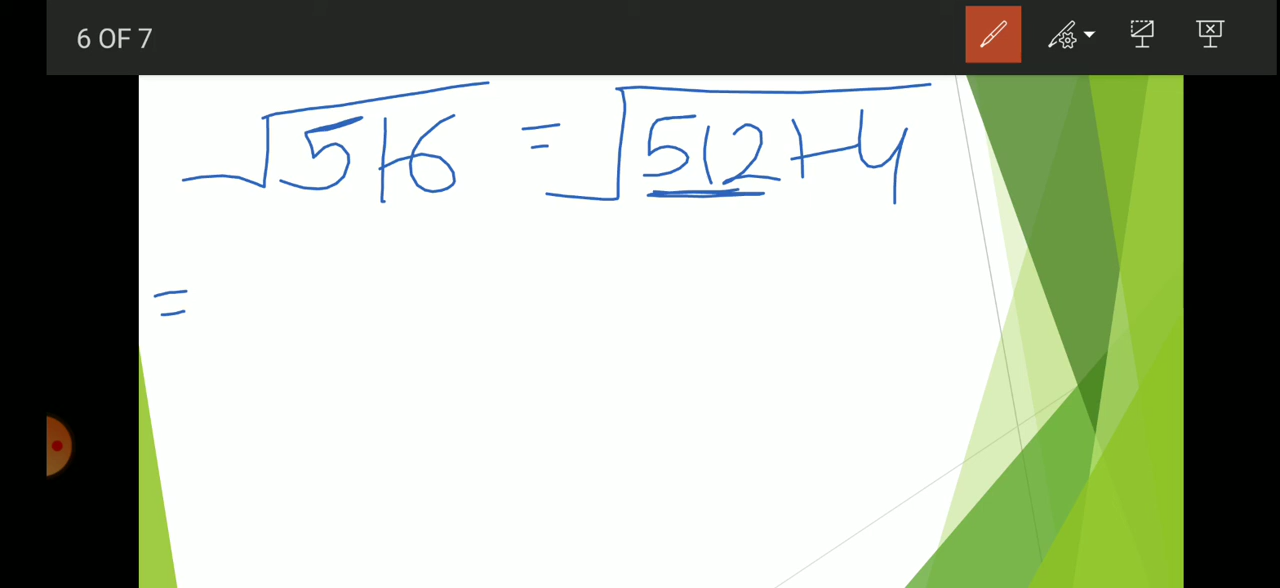 6 OF 7
√516 = √512+4
=